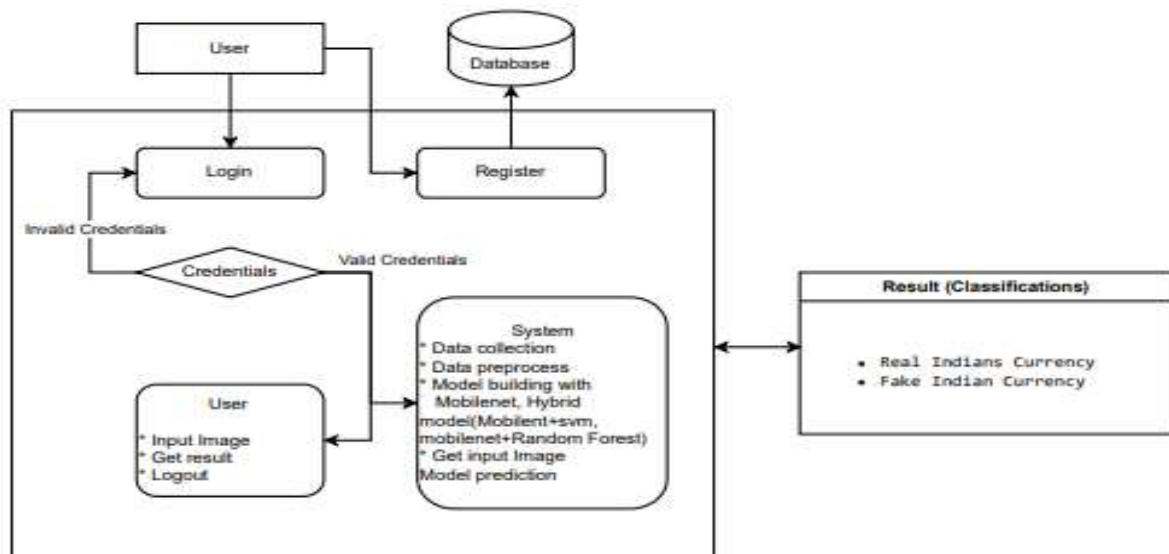 User
Database
Login
Register
Invalid Credentials
Credentials
Valid Credentials
System
* Data collection
* Data preprocess
* Model building with
Mobilenet, Hybrid
model(Mobilent+svm,
mobilenet+Random Forest)
* Get input Image
Model prediction
User
* Input Image
* Get result
* Logout
Result (Classifications)
• Real Indians Currency
• Fake Indian Currency